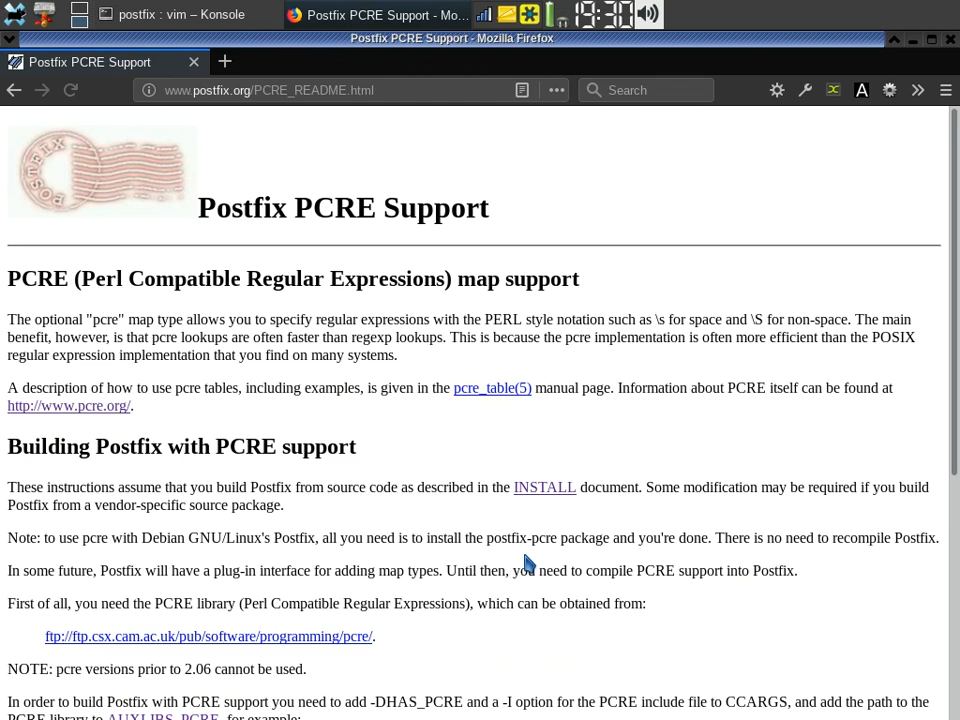 postfix : vim – Konsole
Postfix PCRE Support - Mo...
19:30
Postfix PCRE Support - Mozilla Firefox
Postfix PCRE Support
www.postfix.org/PCRE_README.html
Search
A
POSTFIX
Postfix PCRE Support
PCRE (Perl Compatible Regular Expressions) map support
The optional "pcre" map type allows you to specify regular expressions with the PERL style notation such as \s for space and \S for non-space. The main
benefit, however, is that pcre lookups are often faster than regexp lookups. This is because the pcre implementation is often more efficient than the POSIX
regular expression implementation that you find on many systems.
A description of how to use pcre tables, including examples, is given in the pcre_table(5) manual page. Information about PCRE itself can be found at
http://www.pcre.org/.
Building Postfix with PCRE support
These instructions assume that you build Postfix from source code as described in the INSTALL document. Some modification may be required if you build
Postfix from a vendor-specific source package.
Note: to use pcre with Debian GNU/Linux's Postfix, all you need is to install the postfix-pcre package and you're done. There is no need to recompile Postfix.
In some future, Postfix will have a plug-in interface for adding map types. Until then, you need to compile PCRE support into Postfix.
First of all, you need the PCRE library (Perl Compatible Regular Expressions), which can be obtained from:
ftp://ftp.csx.cam.ac.uk/pub/software/programming/pcre/.
NOTE: pcre versions prior to 2.06 cannot be used.
In order to build Postfix with PCRE support you need to add -DHAS_PCRE and a -I option for the PCRE include file to CCARGS, and add the path to the
PCRE library to AUXLIBS_PCRE, for example: